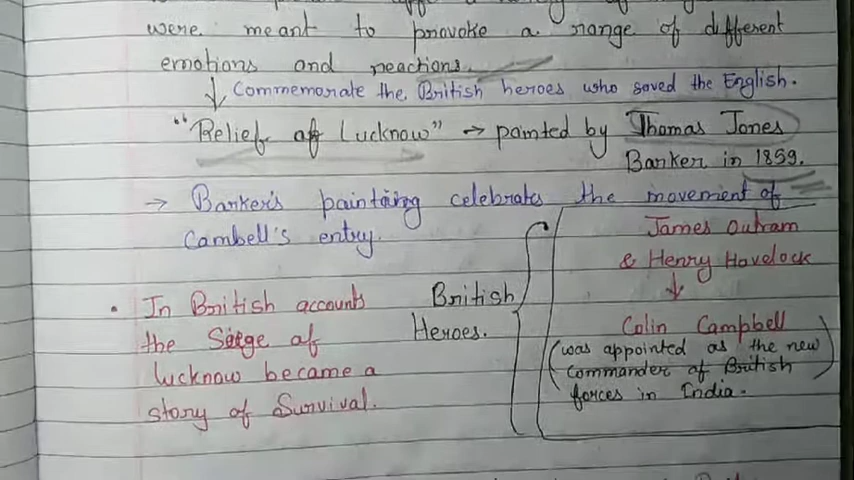 were meant to provoke a range of different
emotions and reactions.
↓ Commemorate the British heroes who saved the English.
"Relief of Lucknow" → painted by Thomas Jones
Barker in 1859.
→ Barker's painting celebrates the movement of
Cambell's entry.
James Outram
& Henry Havelock
↓
• In British accounts
the Seige of
lucknow became a
story of Survival.
British
Heroes.
Colin Campbell
(was appointed as the new
Commander of British
forces in India.)